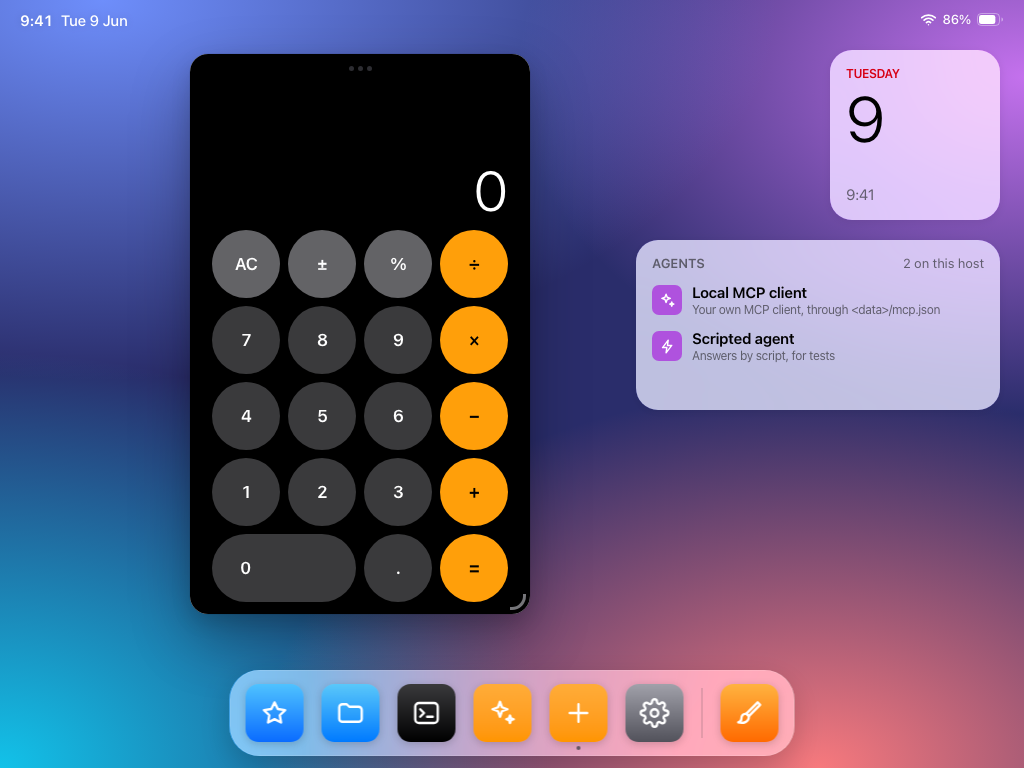 9:41 Tue 9 Jun
86%
0
AC ± % ÷
7 8 9 ×
4 5 6 −
1 2 3 +
0 . =
TUESDAY
9
9:41
AGENTS 2 on this host
Local MCP client
Your own MCP client, through <data>/mcp.json
Scripted agent
Answers by script, for tests